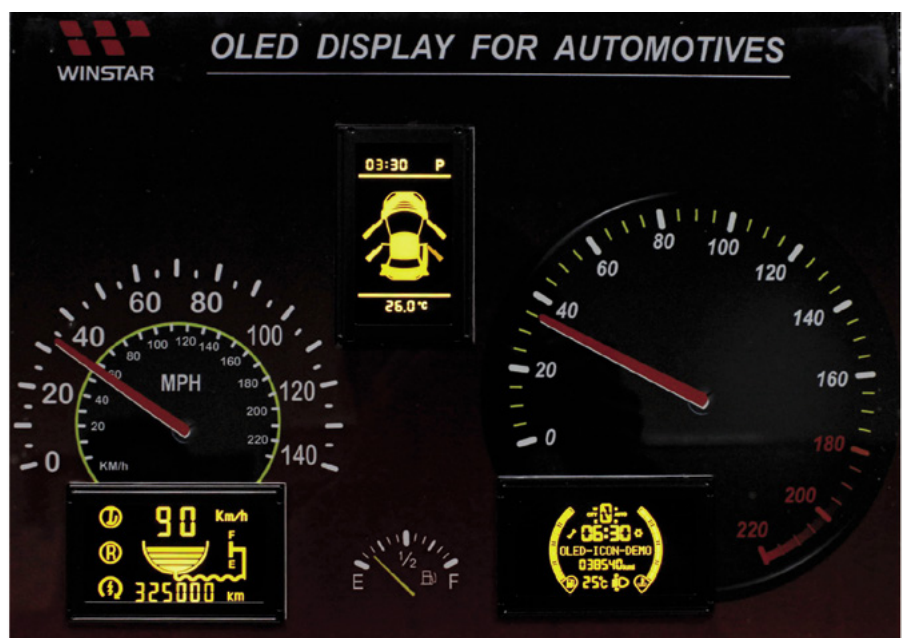 WINSTAR
OLED DISPLAY FOR AUTOMOTIVES
03:30 P
26.0 °C
0 20 40 60 80 100 120 140
MPH
20 40 60 80 100 120 140 160 180 200 220
KM/h
0 20 40 60 80 100 120 140 160 180 200 220
90 Km/h
F
E
R
325000 KM
E 1/2 F
06:30
OLED-ICON-DEMO
038540
25℃